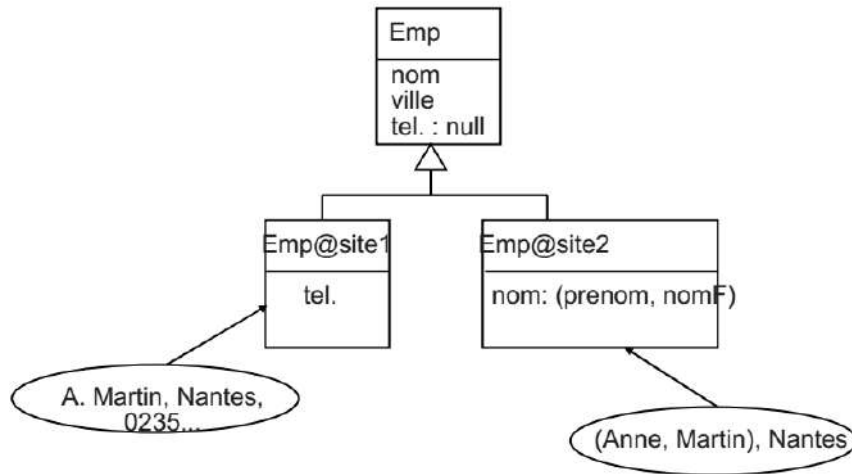 Emp
nom
ville
tel. : null
Emp@site1
tel.
Emp@site2
nom: (prenom, nomF)
A. Martin, Nantes,
0235...
(Anne, Martin), Nantes